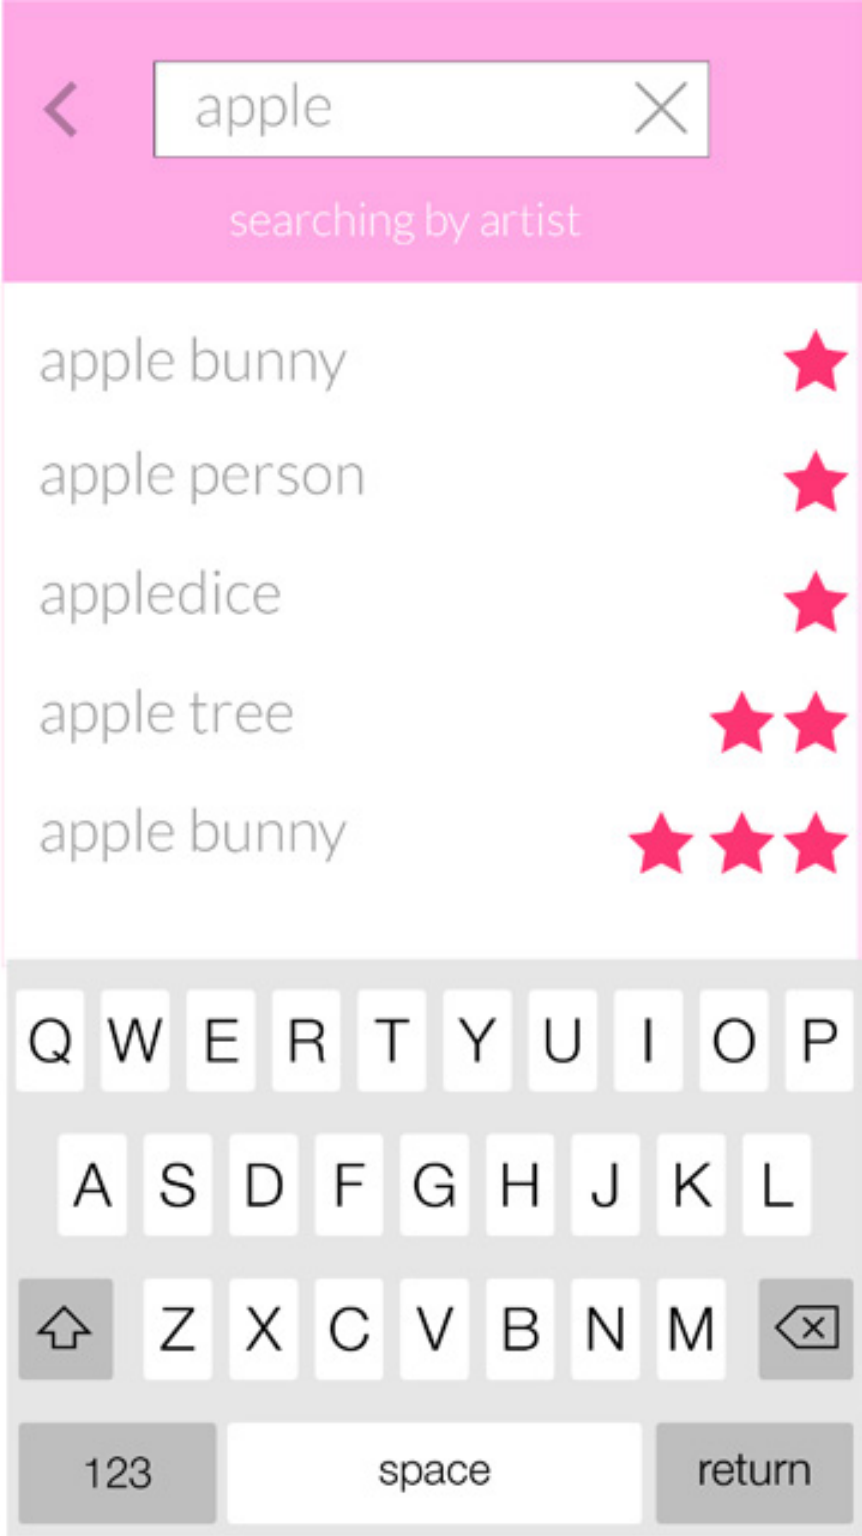 apple
searching by artist
apple bunny
apple person
appledice
apple tree
apple bunny
Q W E R T Y U I O P
A S D F G H J K L
Z X C V B N M
123 space return